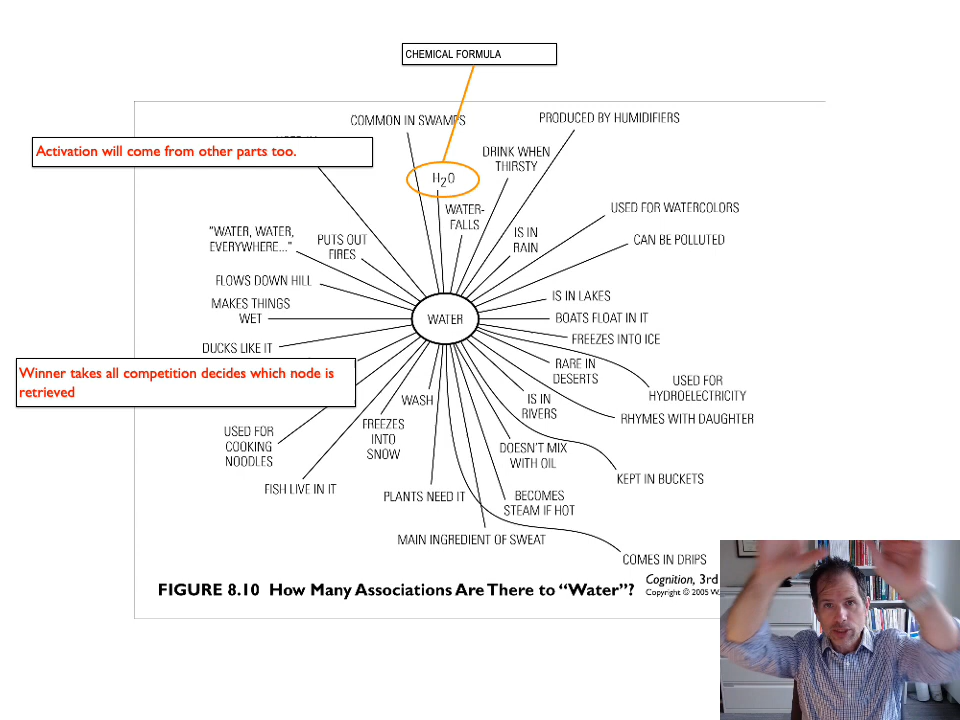 CHEMICAL FORMULA
COMMON IN SWAMPS
PRODUCED BY HUMIDIFIERS
Activation will come from other parts too.
DRINK WHEN
THIRSTY
H2O
WATER-
FALLS
USED FOR WATERCOLORS
"WATER, WATER,
EVERYWHERE..."
PUTS OUT
FIRES
IS IN
RAIN
CAN BE POLLUTED
FLOWS DOWN HILL
IS IN LAKES
MAKES THINGS
WET
WATER
BOATS FLOAT IN IT
FREEZES INTO ICE
DUCKS LIKE IT
Winner takes all competition decides which node is
retrieved
RARE IN
DESERTS
USED FOR
HYDROELECTRICITY
WASH
IS IN
RIVERS
RHYMES WITH DAUGHTER
FREEZES
INTO
SNOW
USED FOR
COOKING
NOODLES
DOESN'T MIX
WITH OIL
KEPT IN BUCKETS
FISH LIVE IN IT
PLANTS NEED IT
BECOMES
STEAM IF HOT
MAIN INGREDIENT OF SWEAT
COMES IN DRIPS
FIGURE 8.10 How Many Associations Are There to “Water”?
Cognition, 3rd
Copyright © 2005 W.